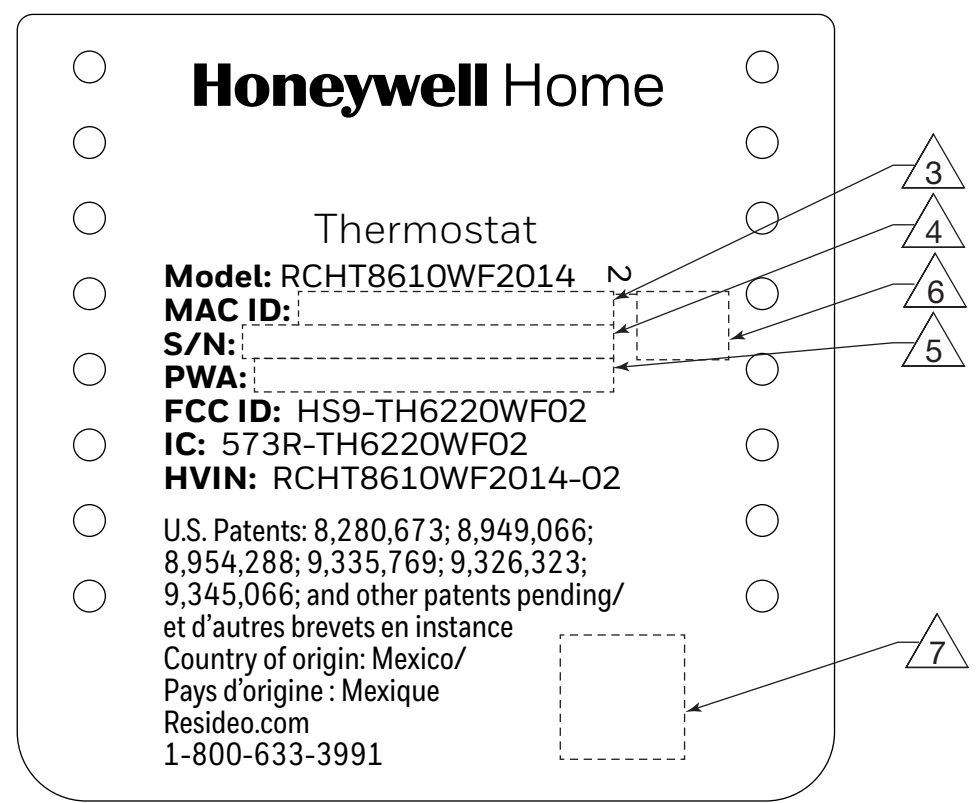 Honeywell Home
Thermostat
Model: RCHT8610WF2014 2
MAC ID:
S/N:
PWA:
FCC ID: HS9-TH6220WF02
IC: 573R-TH6220WF02
HVIN: RCHT8610WF2014-02
U.S. Patents: 8,280,673; 8,949,066;
8,954,288; 9,335,769; 9,326,323;
9,345,066; and other patents pending/
et d'autres brevets en instance
Country of origin: Mexico/
Pays d'origine : Mexique
Resideo.com
1-800-633-3991
3
4
6
5
7